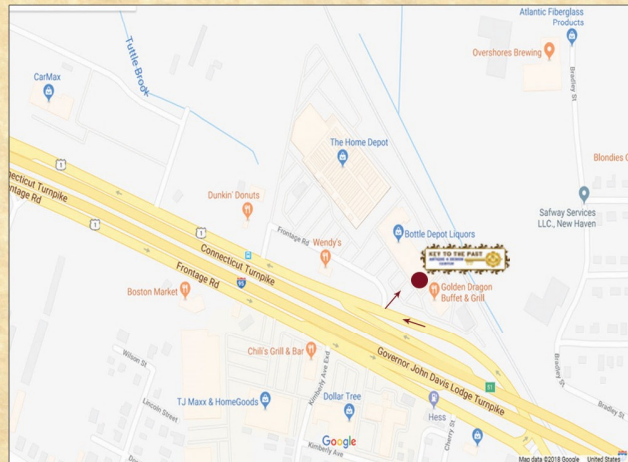 Atlantic Fiberglass
Products
Overshores Brewing
Bradley St
Tuttle Brook
CarMax
The Home Depot
Blondies
1
Connecticut Turnpike
Frontage Rd
Dunkin' Donuts
Safway Services
LLC., New Haven
1
1
Connecticut Turnpike
Frontage Rd
Wendy's
Bottle Depot Liquors
KEY TO THE PAST
Frontage Rd
95
Boston Market
Golden Dragon
Buffet & Grill
Chili's Grill & Bar
Governor John Davis Lodge Turnpike
Wilson St
Kimberly Ave Exd
51
Bradley St
TJ Maxx & HomeGoods
Dollar Tree
Hess
Lincoln Street
Bradley St
Cherry St
Google
Kimberly Ave
Map data ©2018 Google United States